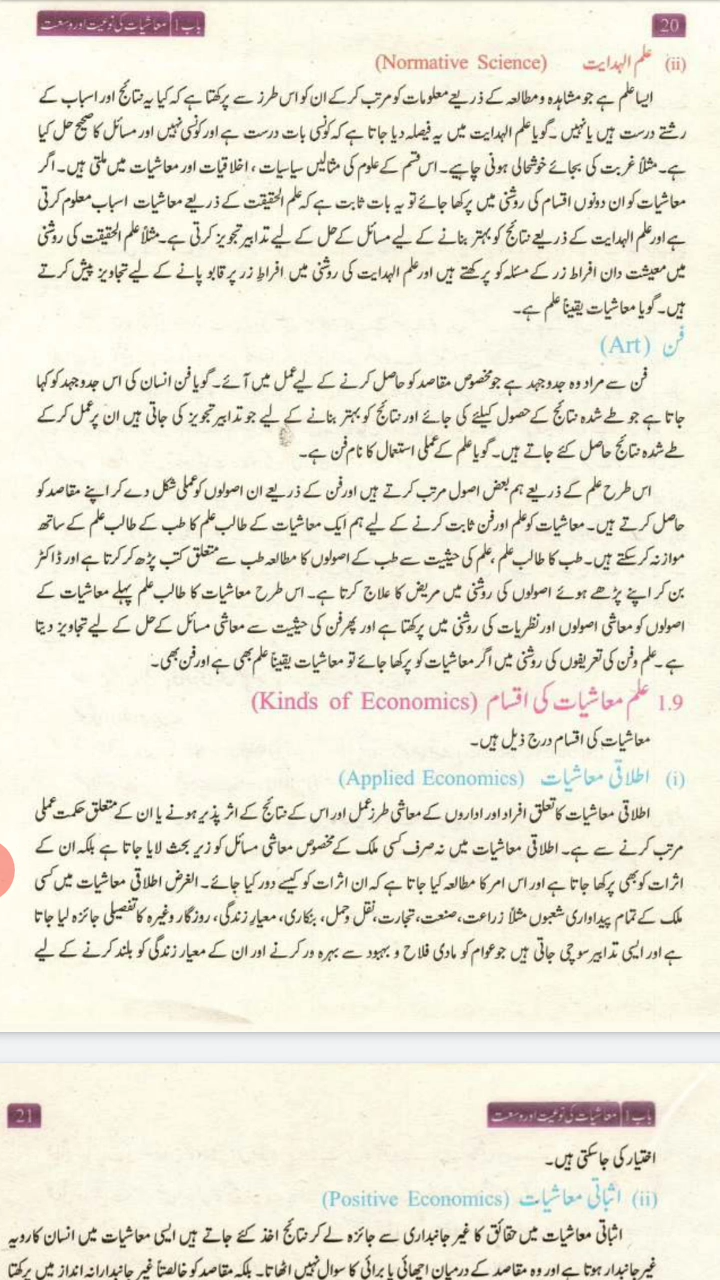 باب 1 معاشیات کی نوعیت اور وسعت
20
(ii) علم الہدایت (Normative Science)
ایسا علم ہے جو مشاہدہ و مطالعہ کے ذریعے معلومات کو مرتب کر کے ان کو اس طرز سے پرکھتا ہے کہ کیا یہ نتائج اور اسباب کے
رشتے درست ہیں یا نہیں ۔ گویا علم الہدایت میں یہ فیصلہ دیا جاتا ہے کہ کونسی بات درست ہے اور کونسی نہیں اور مسائل کا صحیح حل کیا
ہے۔ مثلاً غربت کی بجائے خوشحالی ہونی چاہیے۔ اس قسم کے علوم کی مثالیں سیاسیات ، اخلاقیات اور معاشیات میں ملتی ہیں۔ اگر
معاشیات کو ان دونوں اقسام کی روشنی میں پرکھا جائے تو یہ بات ثابت ہے کہ علم الحقیقت کے ذریعے معاشیات اسباب معلوم کرتی
ہے اور علم الہدایت کے ذریعے نتائج کو بہتر بنانے کے لیے مسائل کے حل کے لیے تدابیر تجویز کرتی ہے۔ مثلاً علم الحقیقت کی روشنی
میں معیشت دان افراط زر کے مسئلہ کو پرکھتے ہیں اور علم الہدایت کی روشنی میں افراطِ زر پر قابو پانے کے لیے تجاویز پیش کرتے
ہیں۔ گویا معاشیات یقیناً علم ہے۔
فن (Art)
فن سے مراد وہ جدوجہد ہے جو مخصوص مقاصد کو حاصل کرنے کے لیے عمل میں آئے۔ گویا فن انسان کی اس جدوجہد کو کہا
جاتا ہے جو طے شدہ نتائج کے حصول کیلئے کی جائے اور نتائج کو بہتر بنانے کے لیے جو تدابیر تجویز کی جاتی ہیں ان پر عمل کر کے
طے شدہ نتائج حاصل کئے جاتے ہیں۔ گویا علم کے عملی استعمال کا نام فن ہے۔
اس طرح علم کے ذریعے ہم بعض اصول مرتب کرتے ہیں اور فن کے ذریعے ان اصولوں کو عملی شکل دے کر اپنے مقاصد کو
حاصل کرتے ہیں۔ معاشیات کو علم اور فن ثابت کرنے کے لیے ہم ایک معاشیات کے طالب علم کا طب کے طالب علم کے ساتھ
موازنہ کر سکتے ہیں۔ طب کا طالب علم ،علم کی حیثیت سے طب کے اصولوں کا مطالعہ طب سے متعلق کتب پڑھ کر کرتا ہے اور ڈاکٹر
بن کر اپنے پڑھے ہوئے اصولوں کی روشنی میں مریض کا علاج کرتا ہے۔ اس طرح معاشیات کا طالب علم پہلے معاشیات کے
اصولوں کو معاشی اصولوں اور نظریات کی روشنی میں پرکھتا ہے اور پھر فن کی حیثیت سے معاشی مسائل کے حل کے لیے تجاویز دیتا
ہے ۔علم و فن کی تعریفوں کی روشنی میں اگر معاشیات کو پرکھا جائے تو معاشیات یقیناً علم بھی ہے اور فن بھی۔
1.9 علم معاشیات کی اقسام (Kinds of Economics)
معاشیات کی اقسام درج ذیل ہیں۔
(i) اطلاقی معاشیات (Applied Economics)
اطلاقی معاشیات کا تعلق افراد اور اداروں کے معاشی طرزِ عمل اور اس کے نتائج کے اثر پذیر ہونے یا ان کے متعلق حکمت عملی
مرتب کرنے سے ہے۔ اطلاقی معاشیات میں نہ صرف کسی ملک کے مخصوص معاشی مسائل کو زیر بحث لایا جاتا ہے بلکہ ان کے
اثرات کو بھی پرکھا جاتا ہے اور اس امر کا مطالعہ کیا جاتا ہے کہ ان اثرات کو کیسے دور کیا جائے۔ الغرض اطلاقی معاشیات میں کسی
ملک کے تمام پیداواری شعبوں مثلاً زراعت، صنعت، تجارت، نقل و حمل، بنکاری، معیارِ زندگی، روزگار وغیرہ کا تفصیلی جائزہ لیا جاتا
ہے اور ایسی تدابیر سوچی جاتی ہیں جو عوام کو مادی فلاح و بہبود سے بہرہ ور کرنے اور ان کے معیار زندگی کو بلند کرنے کے لیے
باب 1 معاشیات کی نوعیت اور وسعت
21
اختیار کی جاسکتی ہیں۔
(ii) اثباتی معاشیات (Positive Economics)
اثباتی معاشیات میں حقائق کا غیر جانبداری سے جائزہ لے کر نتائج اخذ کئے جاتے ہیں ایسی معاشیات میں انسان کا رویہ
غیر جانبدار ہوتا ہے اور وہ مقاصد کے درمیان اچھائی یا برائی کا سوال نہیں اٹھاتا۔ بلکہ مقاصد کو خالصتاً غیر جانبدارانہ انداز میں پرکھتا